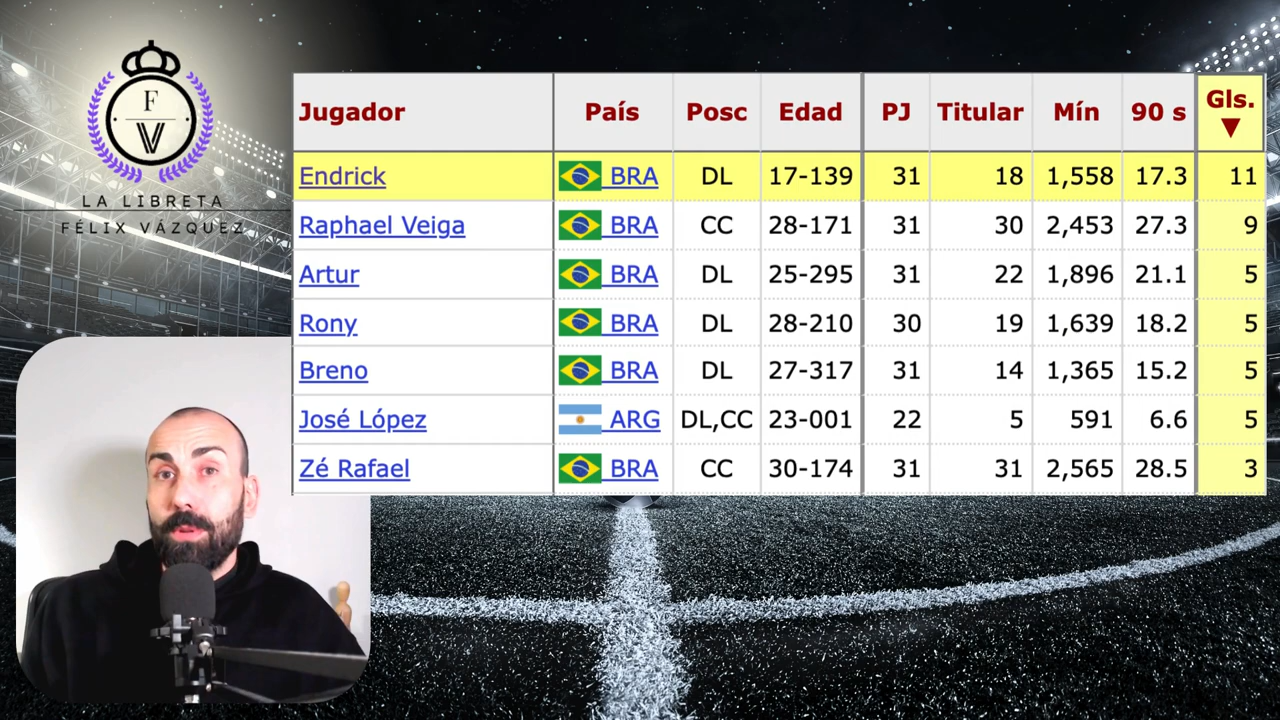 F
V
LA LIBRETA
FÉLIX VÁZQUEZ
Jugador País Posc Edad PJ Titular Mín 90 s Gls. ▼
Endrick BRA DL 17-139 31 18 1,558 17.3 11
Raphael Veiga BRA CC 28-171 31 30 2,453 27.3 9
Artur BRA DL 25-295 31 22 1,896 21.1 5
Rony BRA DL 28-210 30 19 1,639 18.2 5
Breno BRA DL 27-317 31 14 1,365 15.2 5
José López ARG DL,CC 23-001 22 5 591 6.6 5
Zé Rafael BRA CC 30-174 31 31 2,565 28.5 3